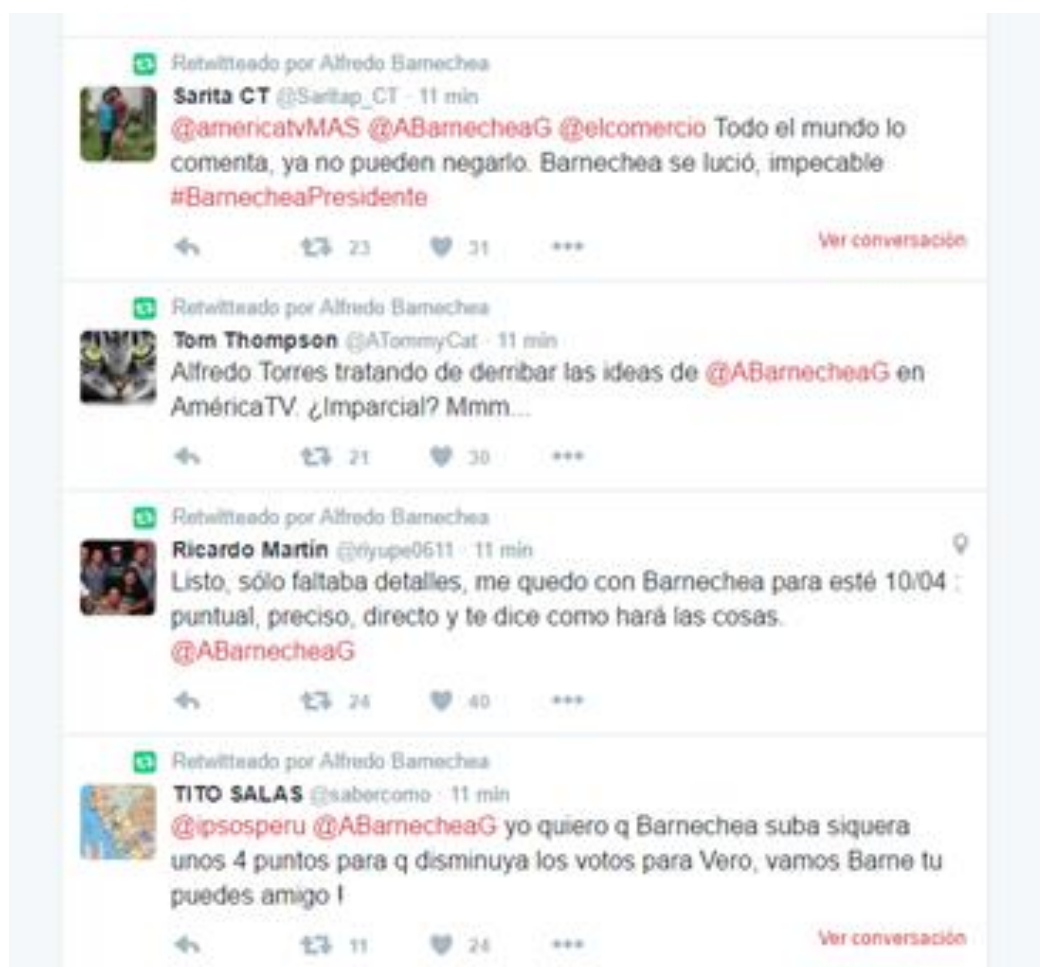 Retwitteado por Alfredo Barnechea
Sarita CT @Saritap_CT · 11 min
@americatvMAS @ABarnecheaG @elcomercio Todo el mundo lo
comenta, ya no pueden negarlo. Barnechea se lució, impecable
#BarnecheaPresidente
23 31
Ver conversación
Retwitteado por Alfredo Barnechea
Tom Thompson @ATommyCat · 11 min
Alfredo Torres tratando de derribar las ideas de @ABarnecheaG en
AméricaTV. ¿Imparcial? Mmm...
21 30
Retwitteado por Alfredo Barnechea
Ricardo Martín @riyupe0611 · 11 min
Listo, sólo faltaba detalles, me quedo con Barnechea para esté 10/04 :
puntual, preciso, directo y te dice como hará las cosas.
@ABarnecheaG
24 40
Retwitteado por Alfredo Barnechea
TITO SALAS @sabercomo · 11 min
@ipsosperu @ABarnecheaG yo quiero q Barnechea suba siquera
unos 4 puntos para q disminuya los votos para Vero, vamos Barne tu
puedes amigo !
11 24
Ver conversación